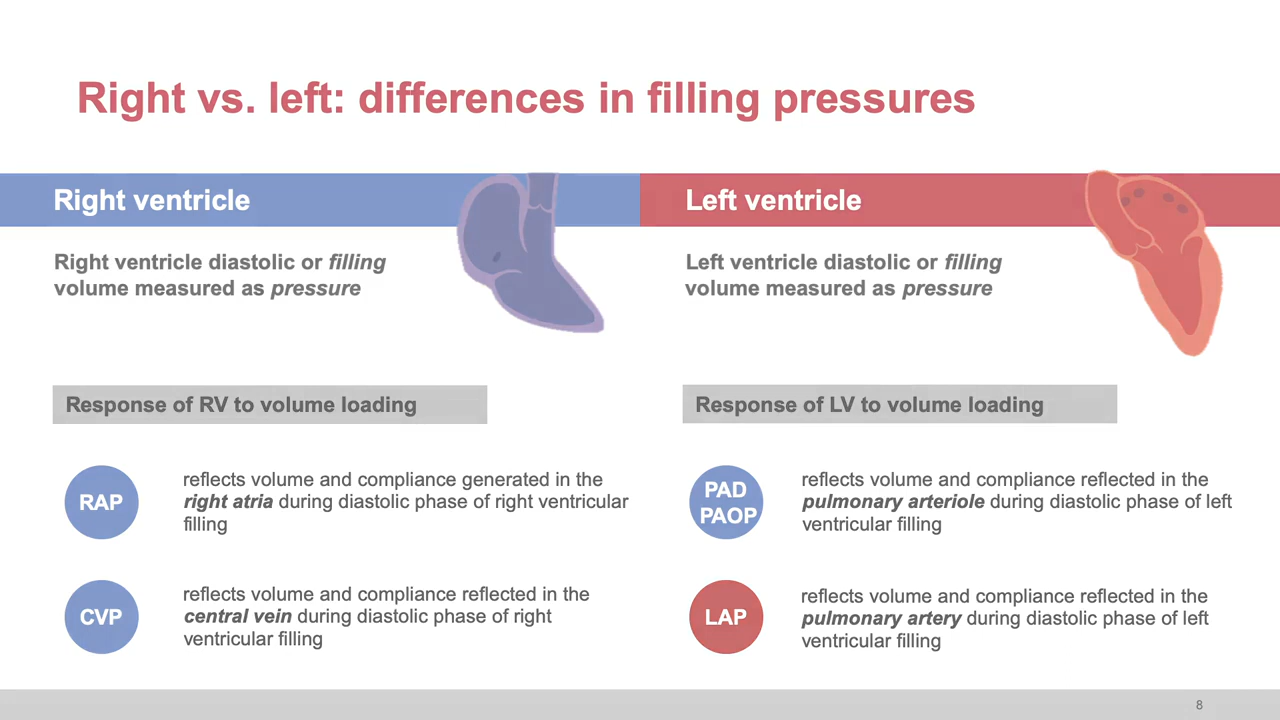 Right vs. left: differences in filling pressures
Right ventricle
Right ventricle diastolic or filling
volume measured as pressure
Response of RV to volume loading
RAP
reflects volume and compliance generated in the
right atria during diastolic phase of right ventricular
filling
CVP
reflects volume and compliance reflected in the
central vein during diastolic phase of right
ventricular filling
Left ventricle
Left ventricle diastolic or filling
volume measured as pressure
Response of LV to volume loading
PAD
PAOP
reflects volume and compliance reflected in the
pulmonary arteriole during diastolic phase of left
ventricular filling
LAP
reflects volume and compliance reflected in the
pulmonary artery during diastolic phase of left
ventricular filling
8